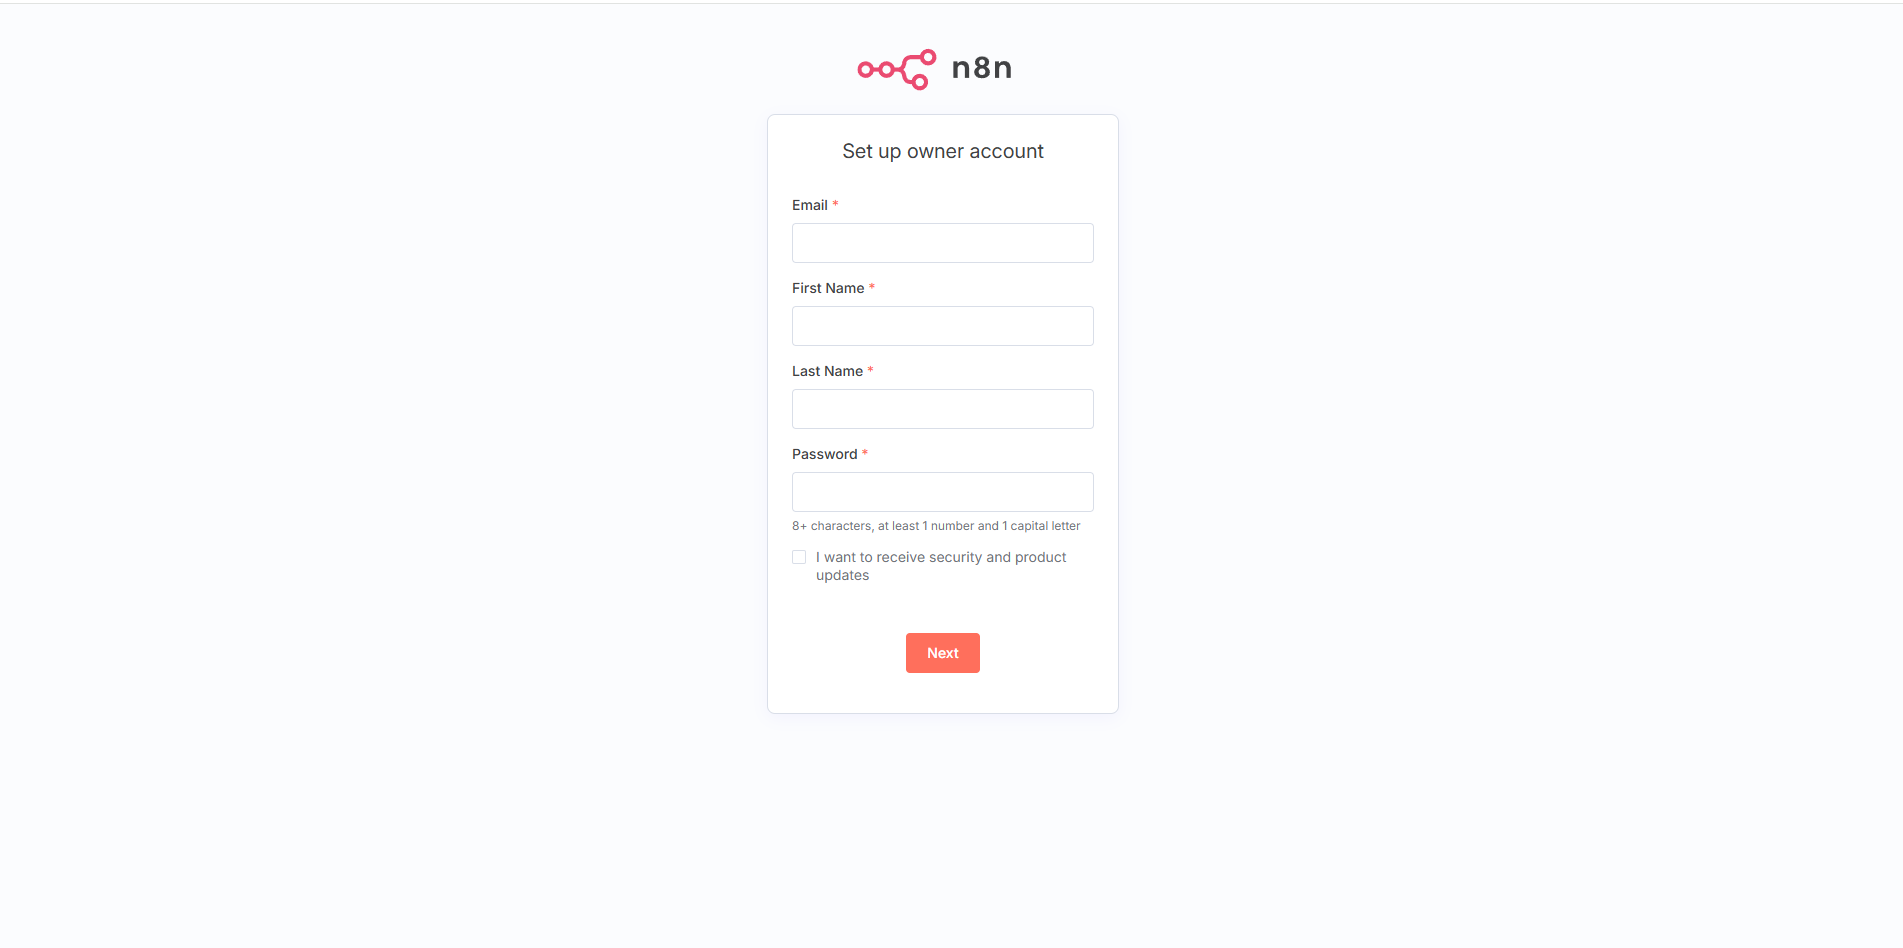 n8n
Set up owner account
Email *
First Name *
Last Name *
Password *
8+ characters, at least 1 number and 1 capital letter
I want to receive security and product
updates
Next